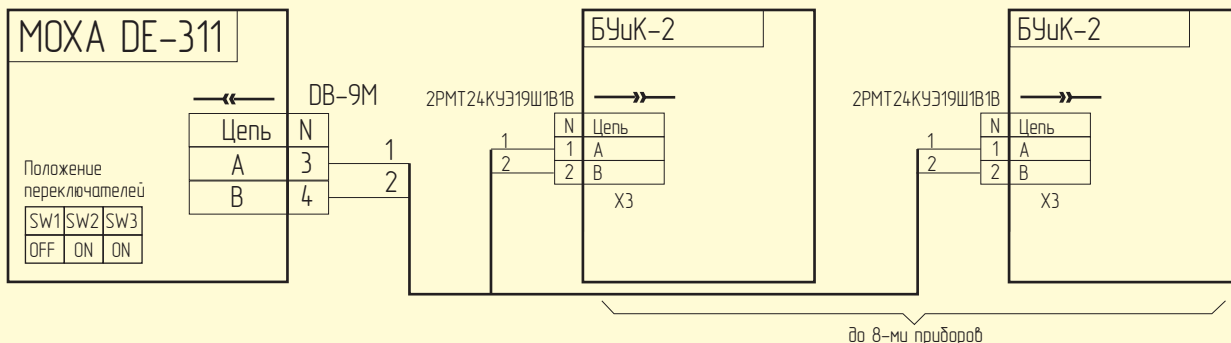 MOXA DE-311
DB-9M
Цепь N
A 3
B 4
1
2
Положение
переключателей
SW1 SW2 SW3
OFF ON ON
БУиК-2
2РМТ24КУЭ19Ш1В1В
N Цепь
1 1 A
2 2 B
X3
БУиК-2
2РМТ24КУЭ19Ш1В1В
N Цепь
1 1 A
2 2 B
X3
до 8-ми приборов